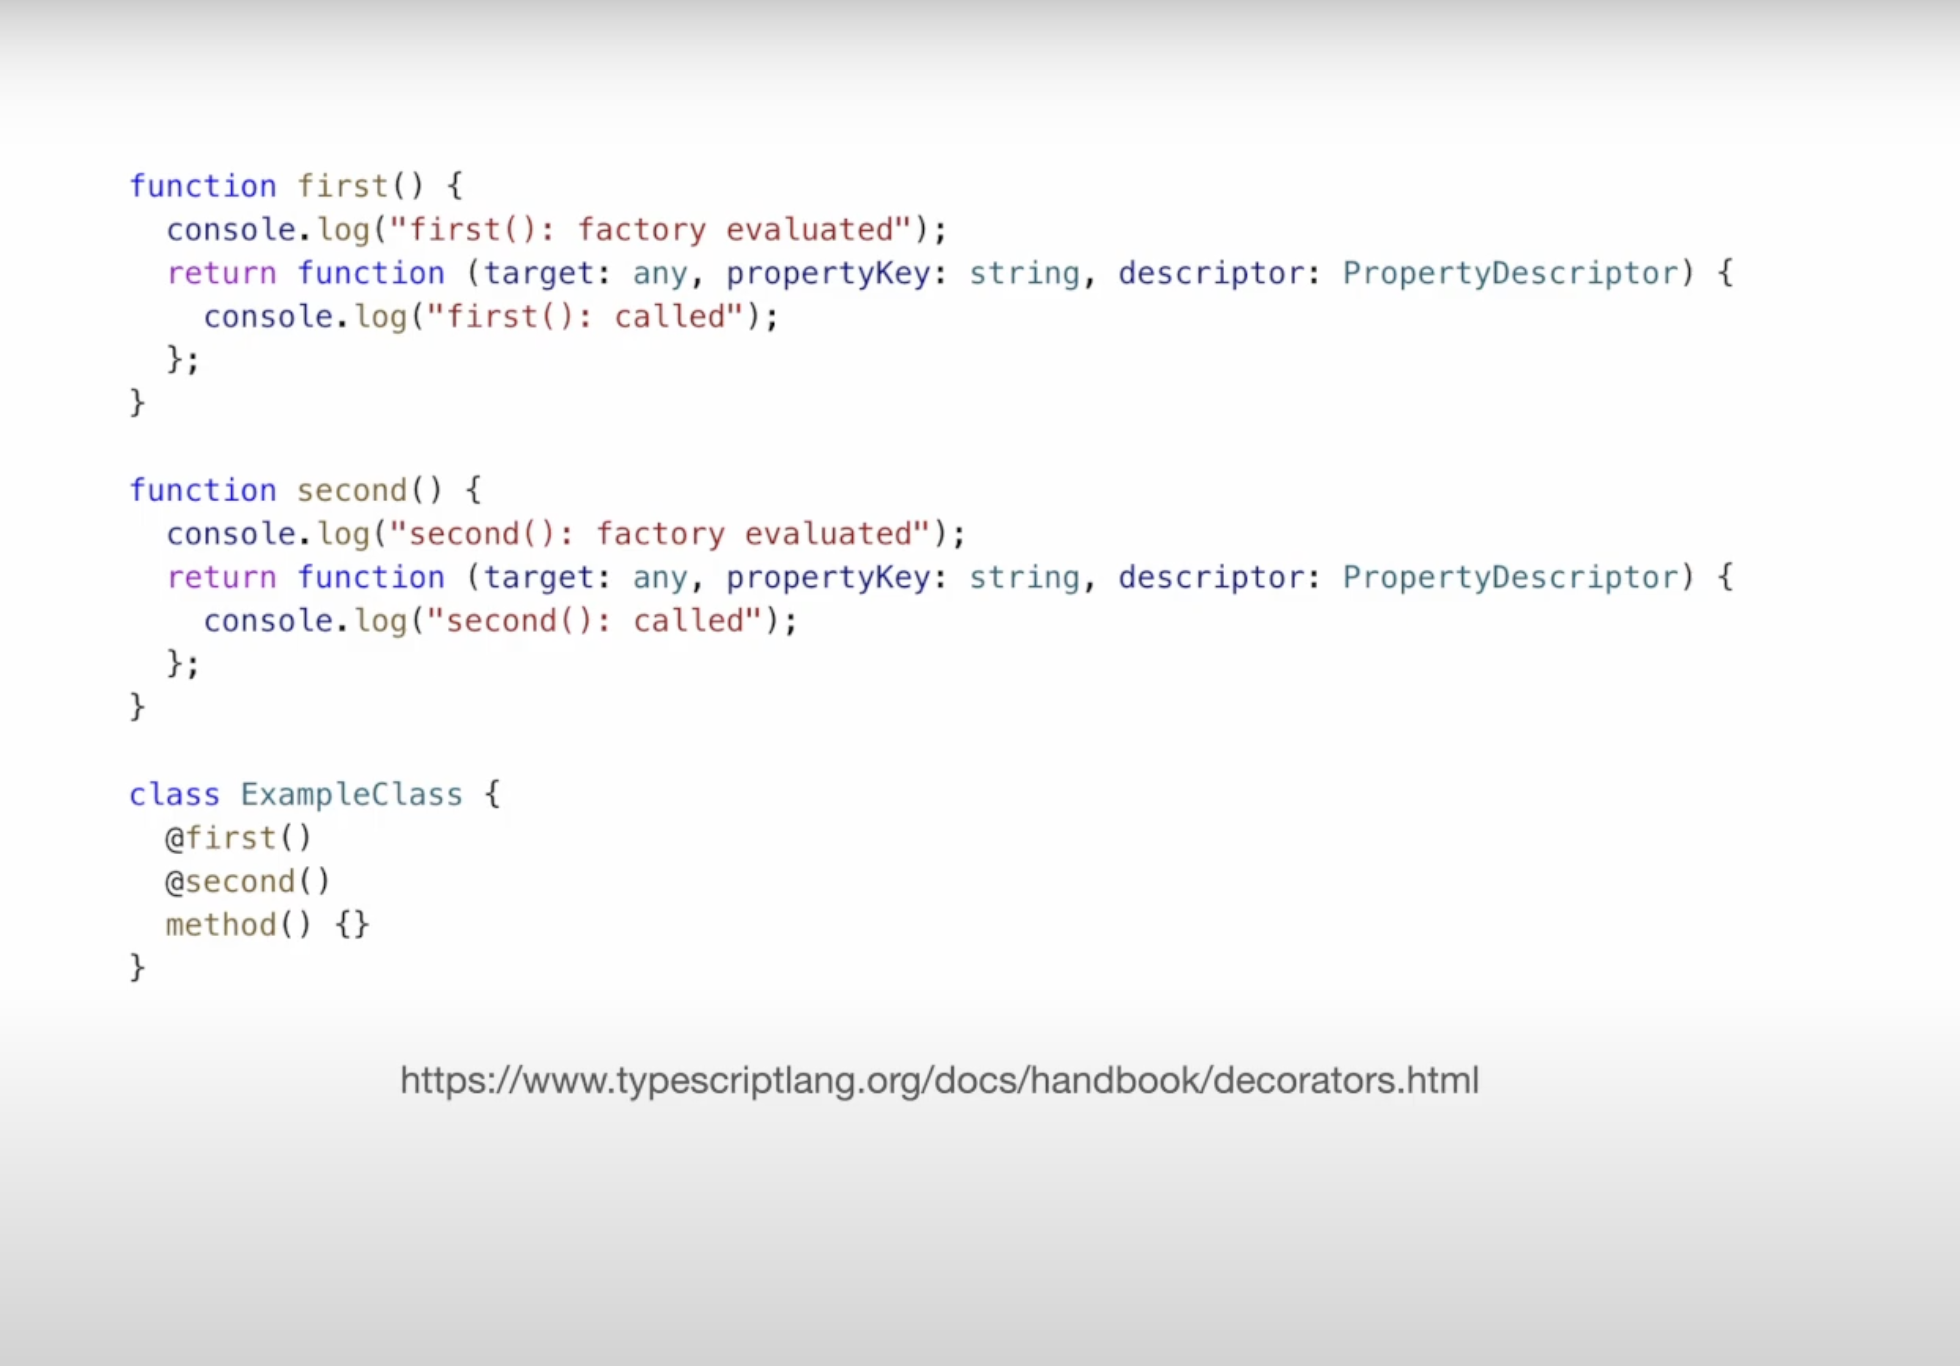 function first() {
  console.log("first(): factory evaluated");
  return function (target: any, propertyKey: string, descriptor: PropertyDescriptor) {
    console.log("first(): called");
  };
}

function second() {
  console.log("second(): factory evaluated");
  return function (target: any, propertyKey: string, descriptor: PropertyDescriptor) {
    console.log("second(): called");
  };
}

class ExampleClass {
  @first()
  @second()
  method() {}
}

https://www.typescriptlang.org/docs/handbook/decorators.html